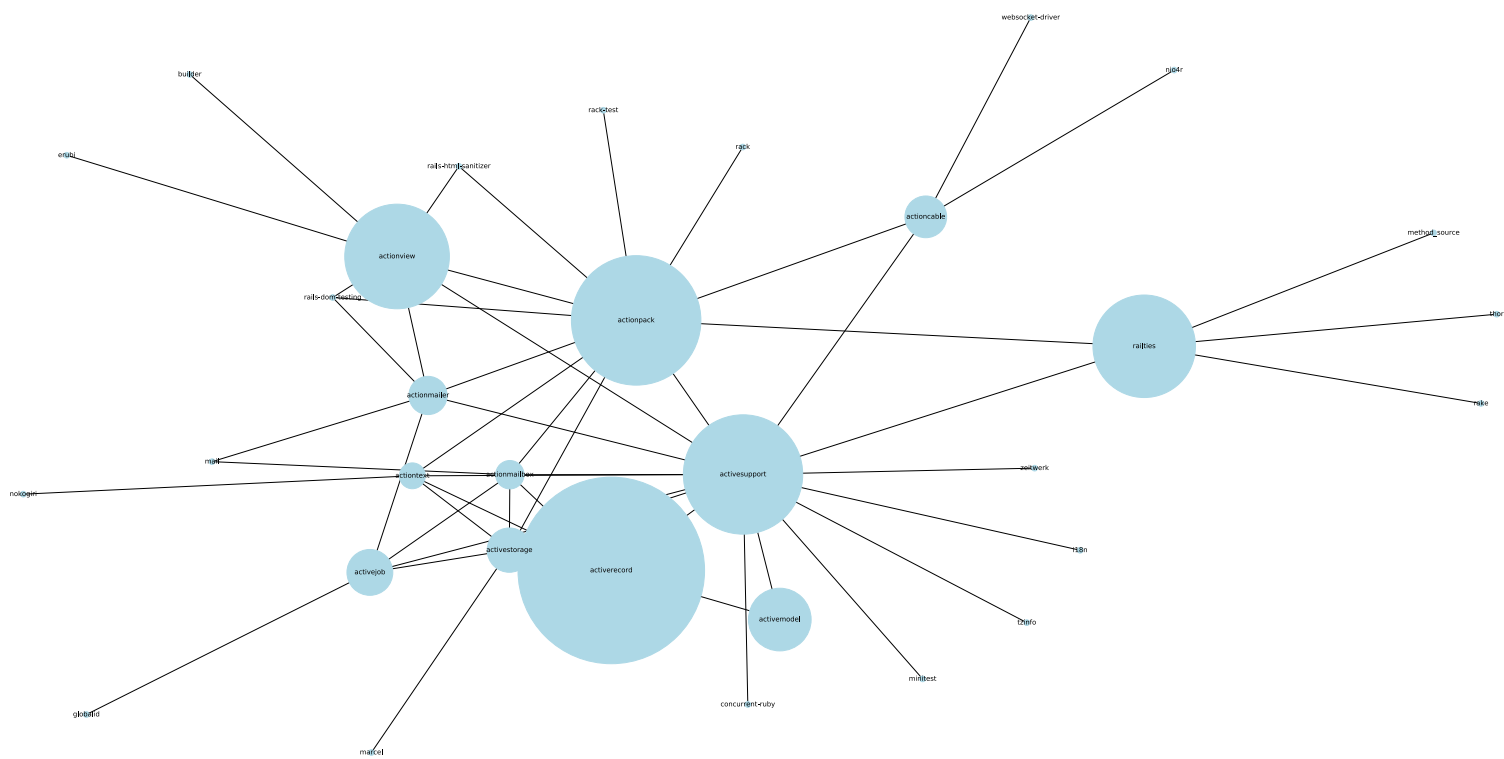 websocket-driver
nio4r
builder
rack-test
rack
erubi
rails-html-sanitizer
actioncable
method_source
actionview
rails-dom-testing
thor
actionpack
railties
actionmailer
rake
mail
zeitwerk
actiontext
actionmailbox
activesupport
nokogiri
activestorage
i18n
activejob
activerecord
activemodel
tzinfo
minitest
concurrent-ruby
globalid
marcel